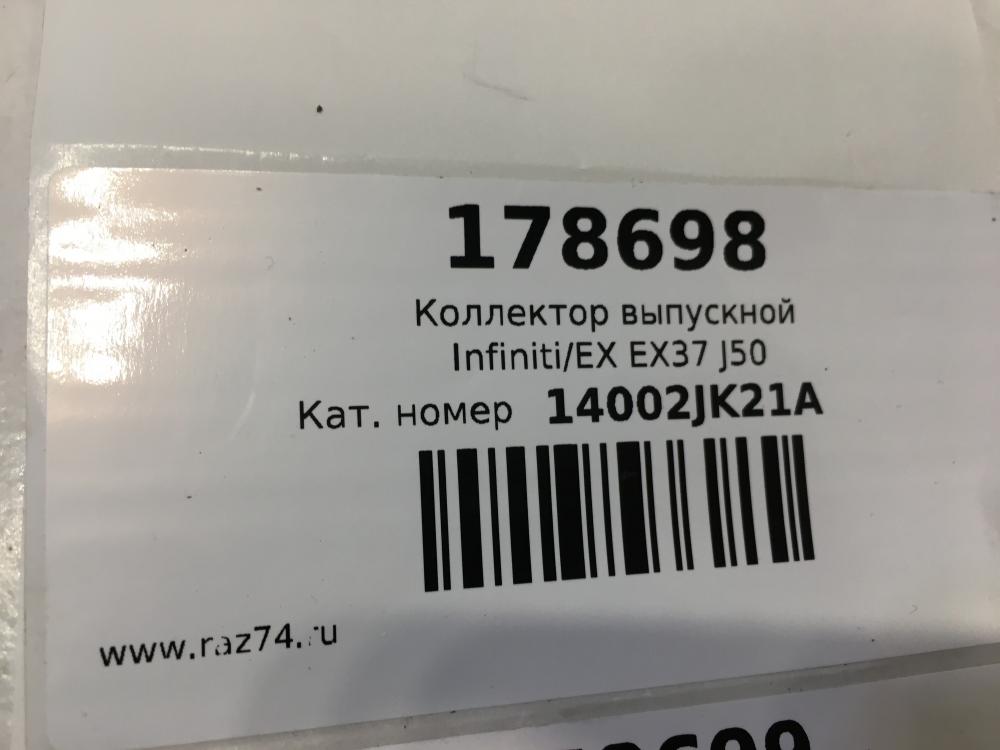 178698
Коллектор выпускной
Infiniti/EX EX37 J50
Кат. номер 14002JK21A
www.raz74.ru